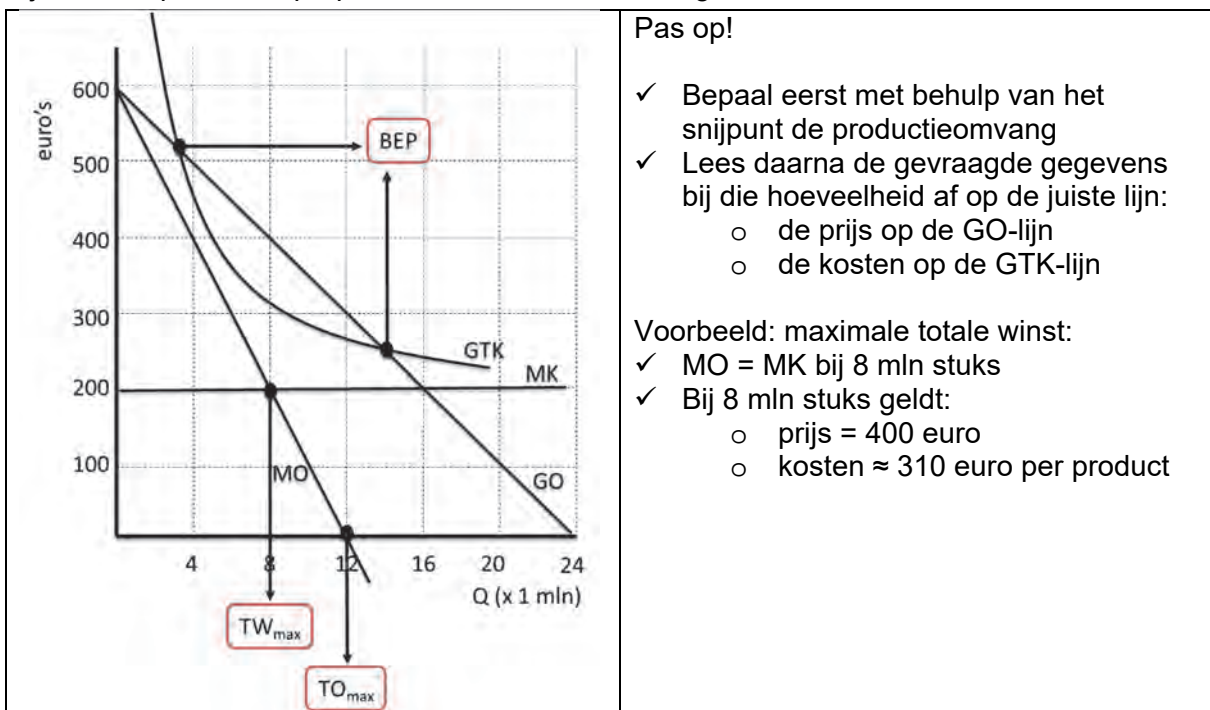 euro's
600
500
400
300
200
100
BEP
GTK
MK
MO
GO
4
8
12
16
20
24
Q (x 1 mln)
TWmax
TOmax
Pas op!
✓ Bepaal eerst met behulp van het
snijpunt de productieomvang
✓ Lees daarna de gevraagde gegevens
bij die hoeveelheid af op de juiste lijn:
o de prijs op de GO-lijn
o de kosten op de GTK-lijn
Voorbeeld: maximale totale winst:
✓ MO = MK bij 8 mln stuks
✓ Bij 8 mln stuks geldt:
o prijs = 400 euro
o kosten ≈ 310 euro per product